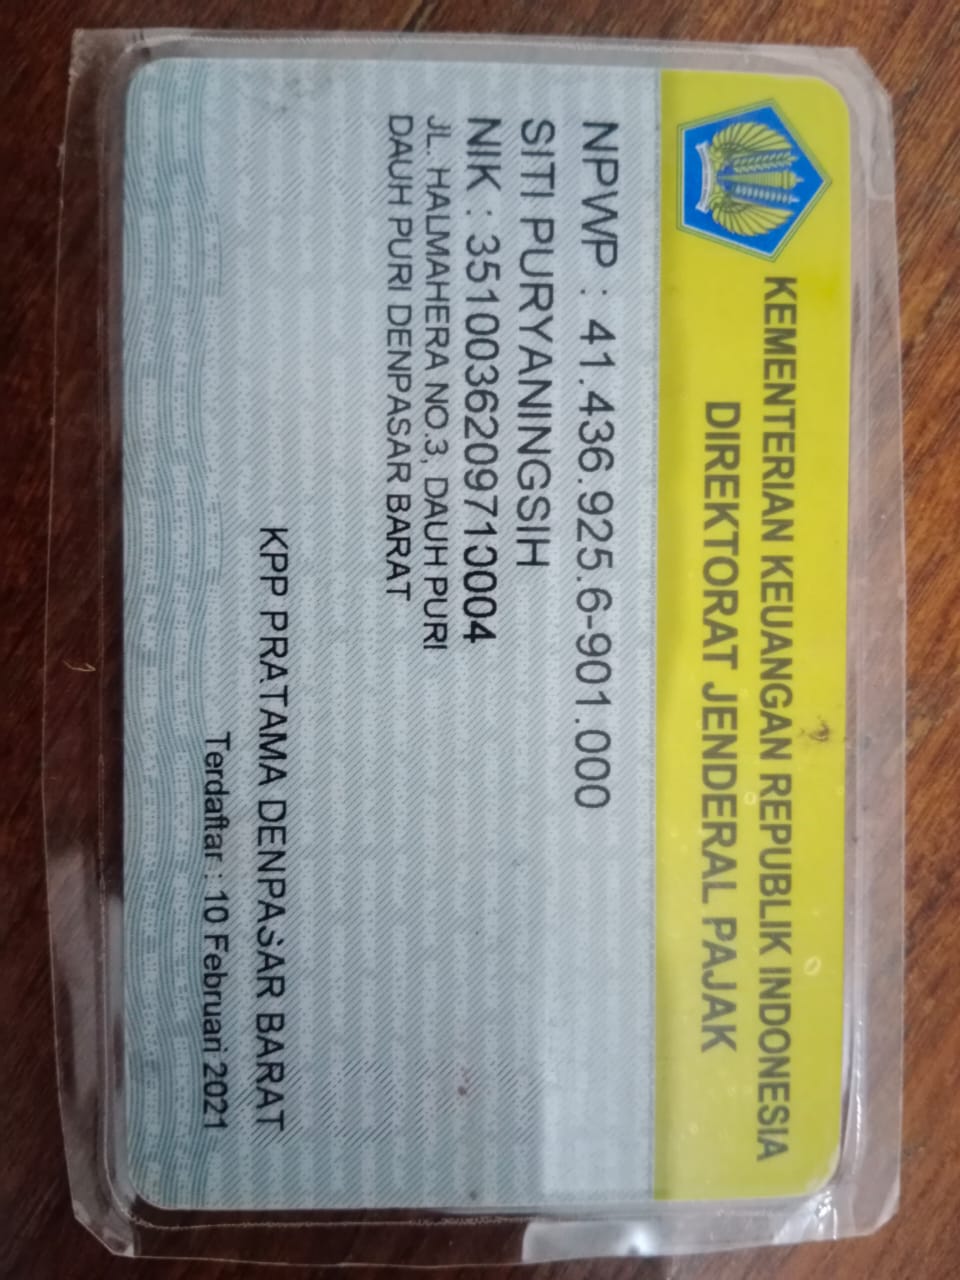 KEMENTERIAN KEUANGAN REPUBLIK INDONESIA
DIREKTORAT JENDERAL PAJAK
NPWP : 41.436.925.6-901.000
SITI PURYANINGSIH
NIK : 3510036209710004
JL. HALMAHERA NO.3, DAUH PURI
DAUH PURI DENPASAR BARAT
KPP PRATAMA DENPASAR BARAT
Terdaftar : 10 Februari 2021